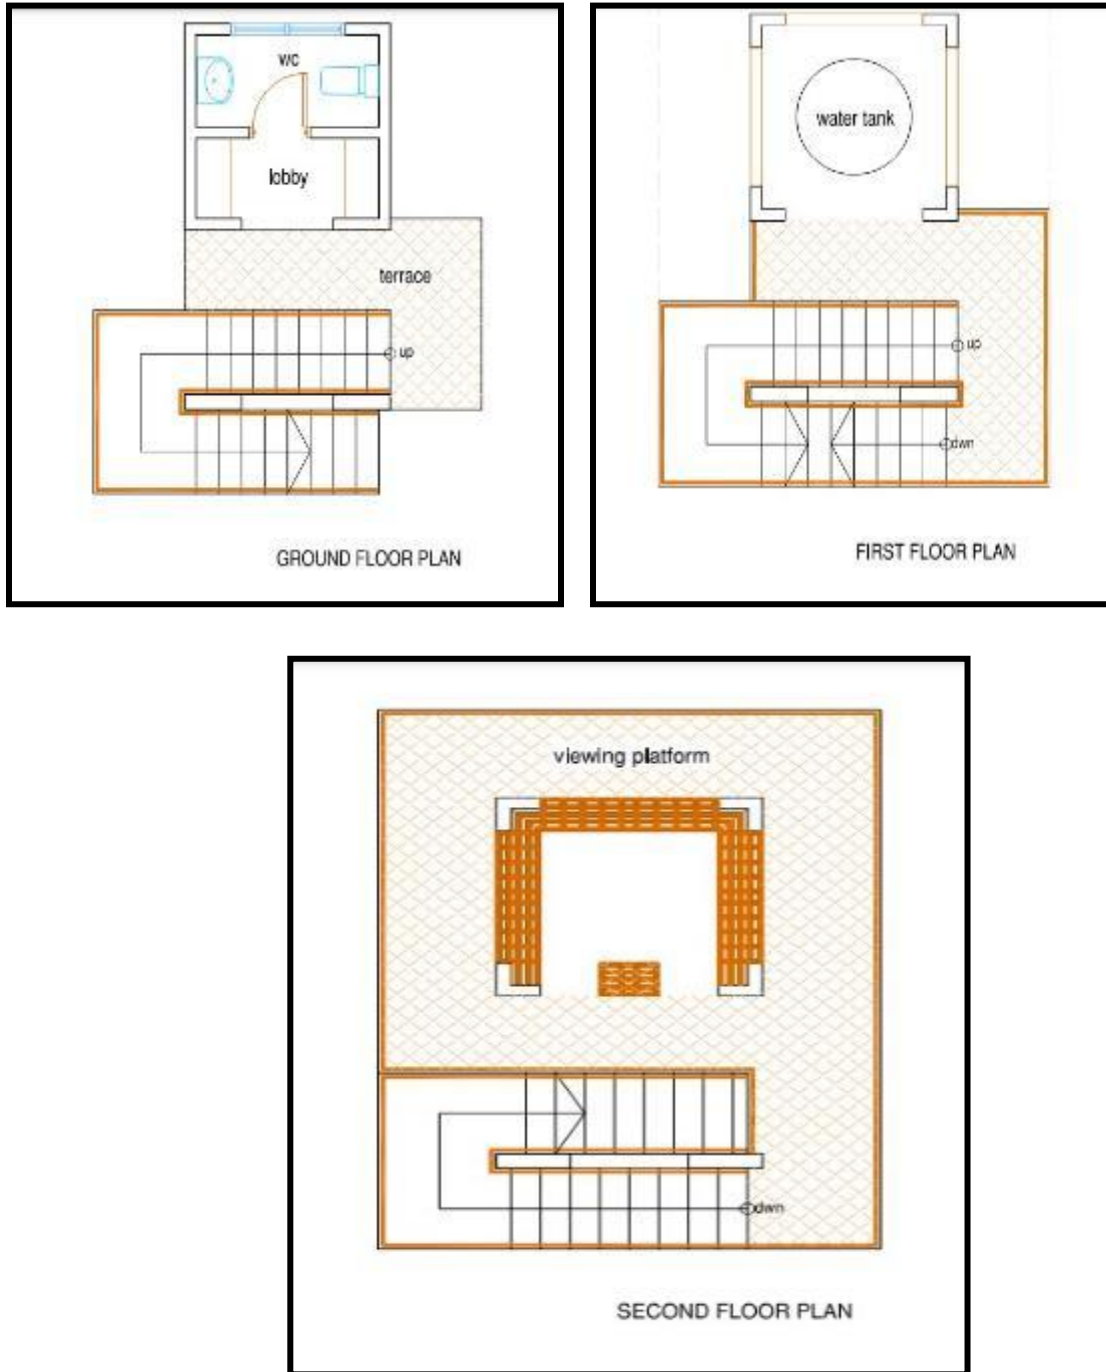 wc
lobby
terrace
up
GROUND FLOOR PLAN
water tank
up
dwn
FIRST FLOOR PLAN
viewing platform
dwn
SECOND FLOOR PLAN